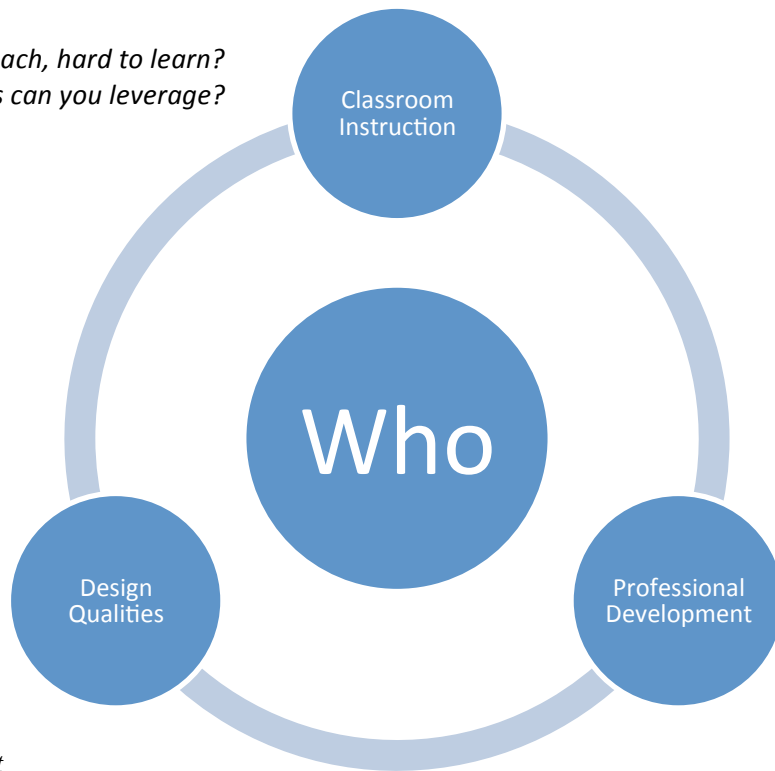 ach, hard to learn?
s can you leverage?
Classroom
Instruction
Who
Design
Qualities
Professional
Development
t